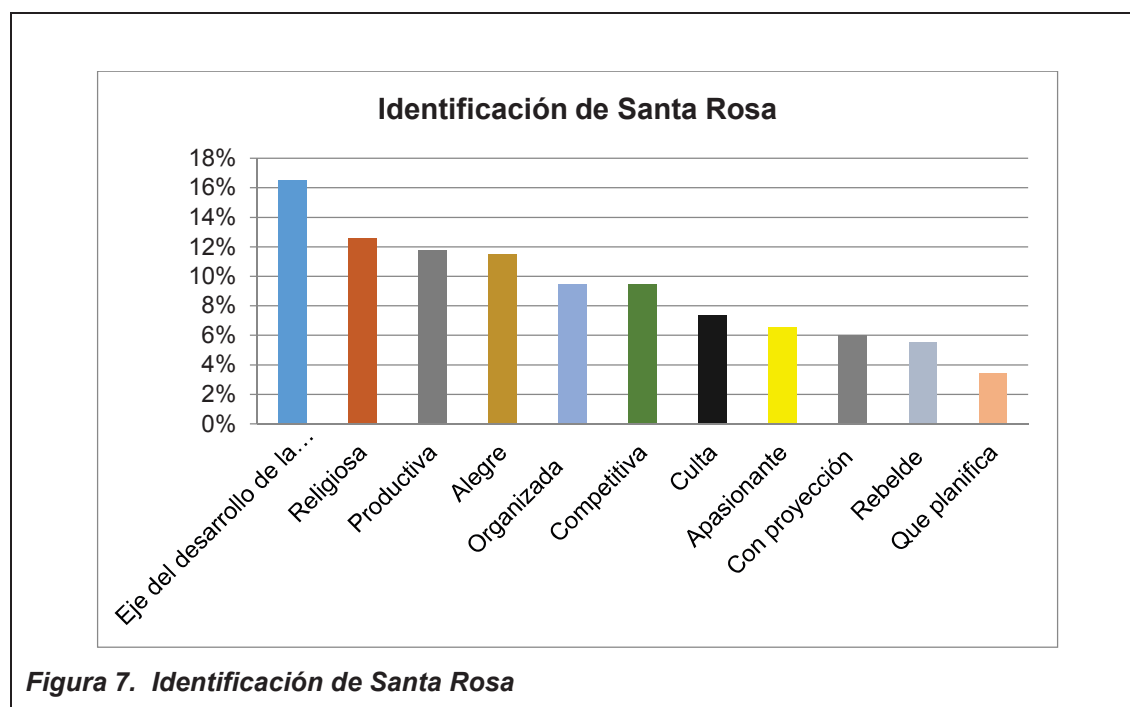 Identificación de Santa Rosa
18%
16%
14%
12%
10%
8%
6%
4%
2%
0%
Eje del desarrollo de la…
Religiosa
Productiva
Alegre
Organizada
Competitiva
Culta
Apasionante
Con proyección
Rebelde
Que planifica
Figura 7. Identificación de Santa Rosa